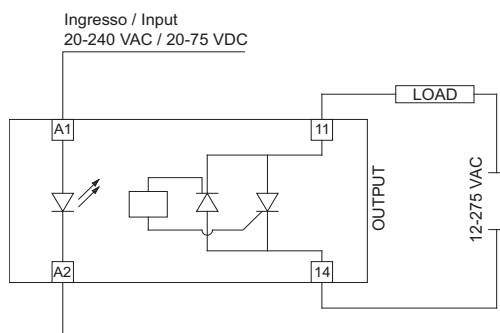 Ingresso / Input
20-240 VAC / 20-75 VDC
LOAD
A1
11
OUTPUT
12-275 VAC
A2
14